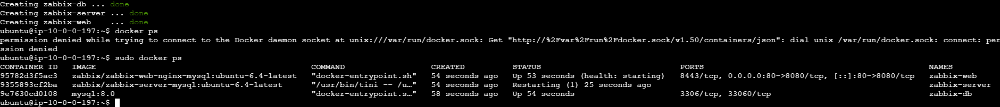 Creating zabbix-db ... done
Creating zabbix-server ... done
Creating zabbix-web    ... done
ubuntu@ip-10-0-0-197:~$ docker ps
permission denied while trying to connect to the Docker daemon socket at unix:///var/run/docker.sock: Get "http://%2Fvar%2Frun%2Fdocker.sock/v1.50/containers/json": dial unix /var/run/docker.sock: connect: per
ssion denied
ubuntu@ip-10-0-0-197:~$ sudo docker ps
CONTAINER ID   IMAGE                                             COMMAND                  CREATED          STATUS                             PORTS                                               NAMES
95782d3f5ac3   zabbix/zabbix-web-nginx-mysql:ubuntu-6.4-latest   "docker-entrypoint.sh"   54 seconds ago   Up 53 seconds (health: starting)   8443/tcp, 0.0.0.0:80->8080/tcp, [::]:80->8080/tcp   zabbix-web
9355893cf2ba   zabbix/zabbix-server-mysql:ubuntu-6.4-latest      "/usr/bin/tini -- /u…"   54 seconds ago   Restarting (1) 25 seconds ago                                                          zabbix-server
9e7630cd0108   mysql:8.0                                         "docker-entrypoint.s…"   58 seconds ago   Up 54 seconds                      3306/tcp, 33060/tcp                                 zabbix-db
ubuntu@ip-10-0-0-197:~$